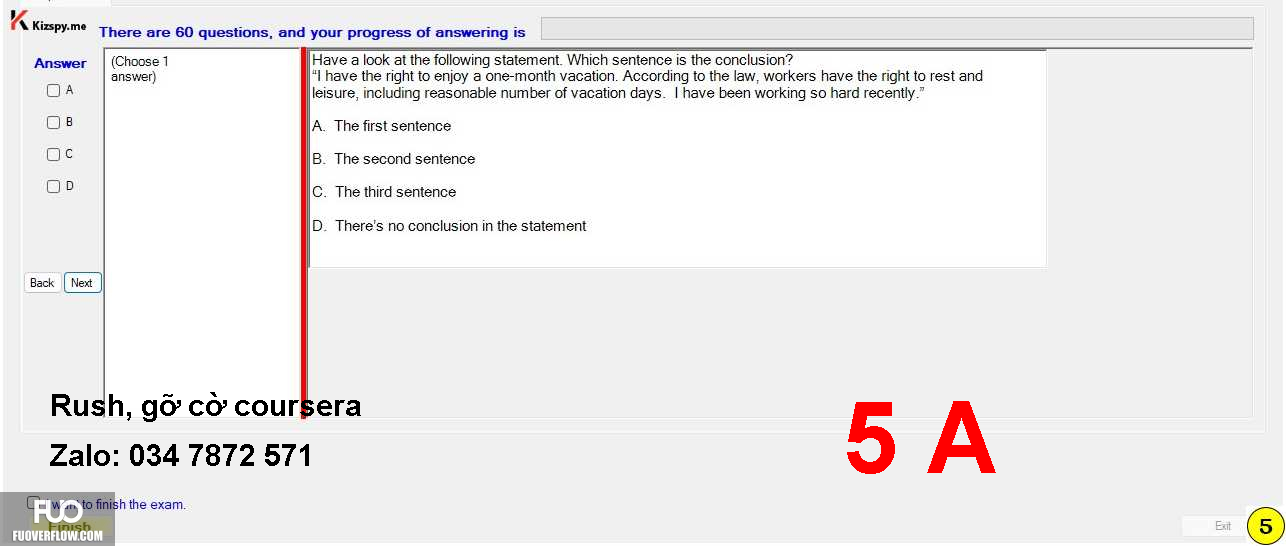 Kizspy.me
There are 60 questions, and your progress of answering is
Answer
A
B
C
D
Back
Next
(Choose 1
answer)
Have a look at the following statement. Which sentence is the conclusion?
“I have the right to enjoy a one-month vacation. According to the law, workers have the right to rest and
leisure, including reasonable number of vacation days. I have been working so hard recently.”
A. The first sentence
B. The second sentence
C. The third sentence
D. There’s no conclusion in the statement
Rush, gỡ cờ coursera
Zalo: 034 7872 571
5 A
I want to finish the exam.
Finish
FUO
FUOVERFLOW.COM
Exit
5